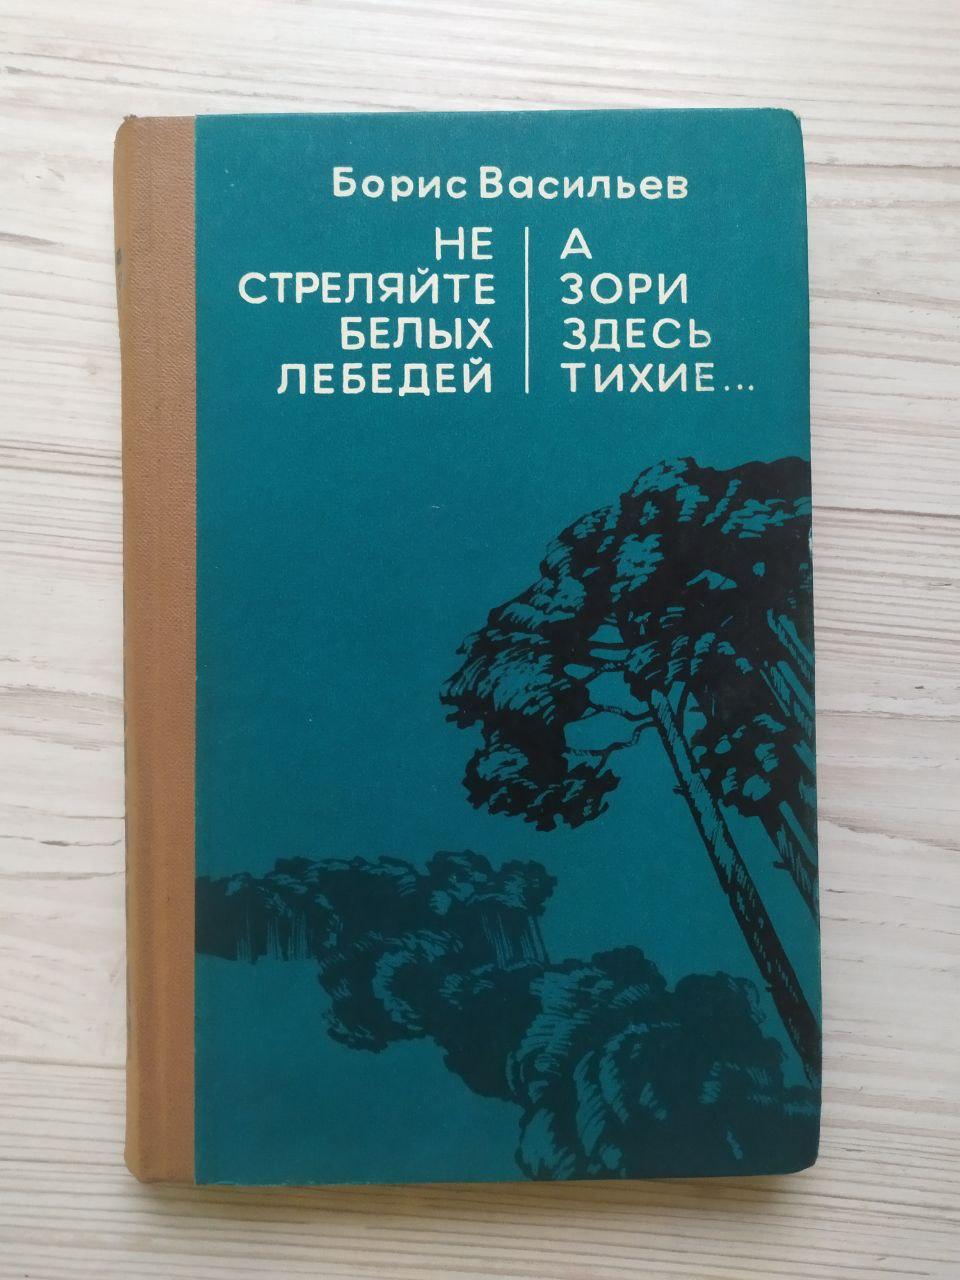 Борис Васильев
НЕ
СТРЕЛЯЙТЕ
БЕЛЫХ
ЛЕБЕДЕЙ
А
ЗОРИ
ЗДЕСЬ
ТИХИЕ...